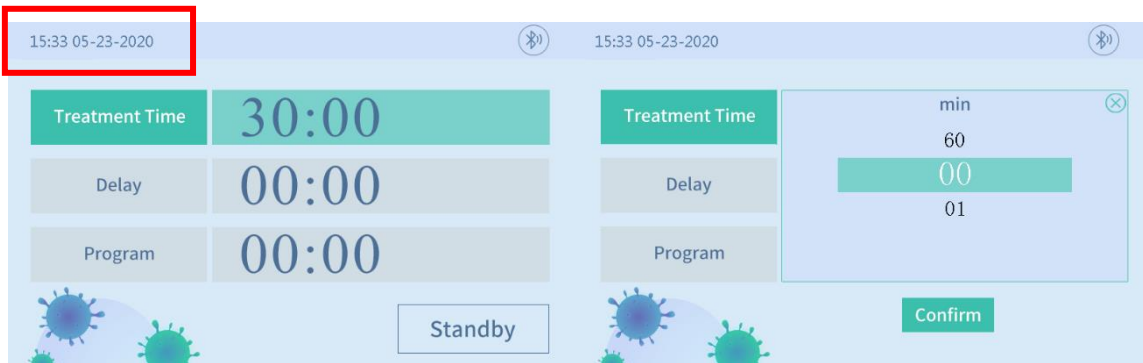 15:33 05-23-2020
Treatment Time 30:00
Delay 00:00
Program 00:00
Standby
15:33 05-23-2020
Treatment Time
Delay
Program
min
60
00
01
Confirm